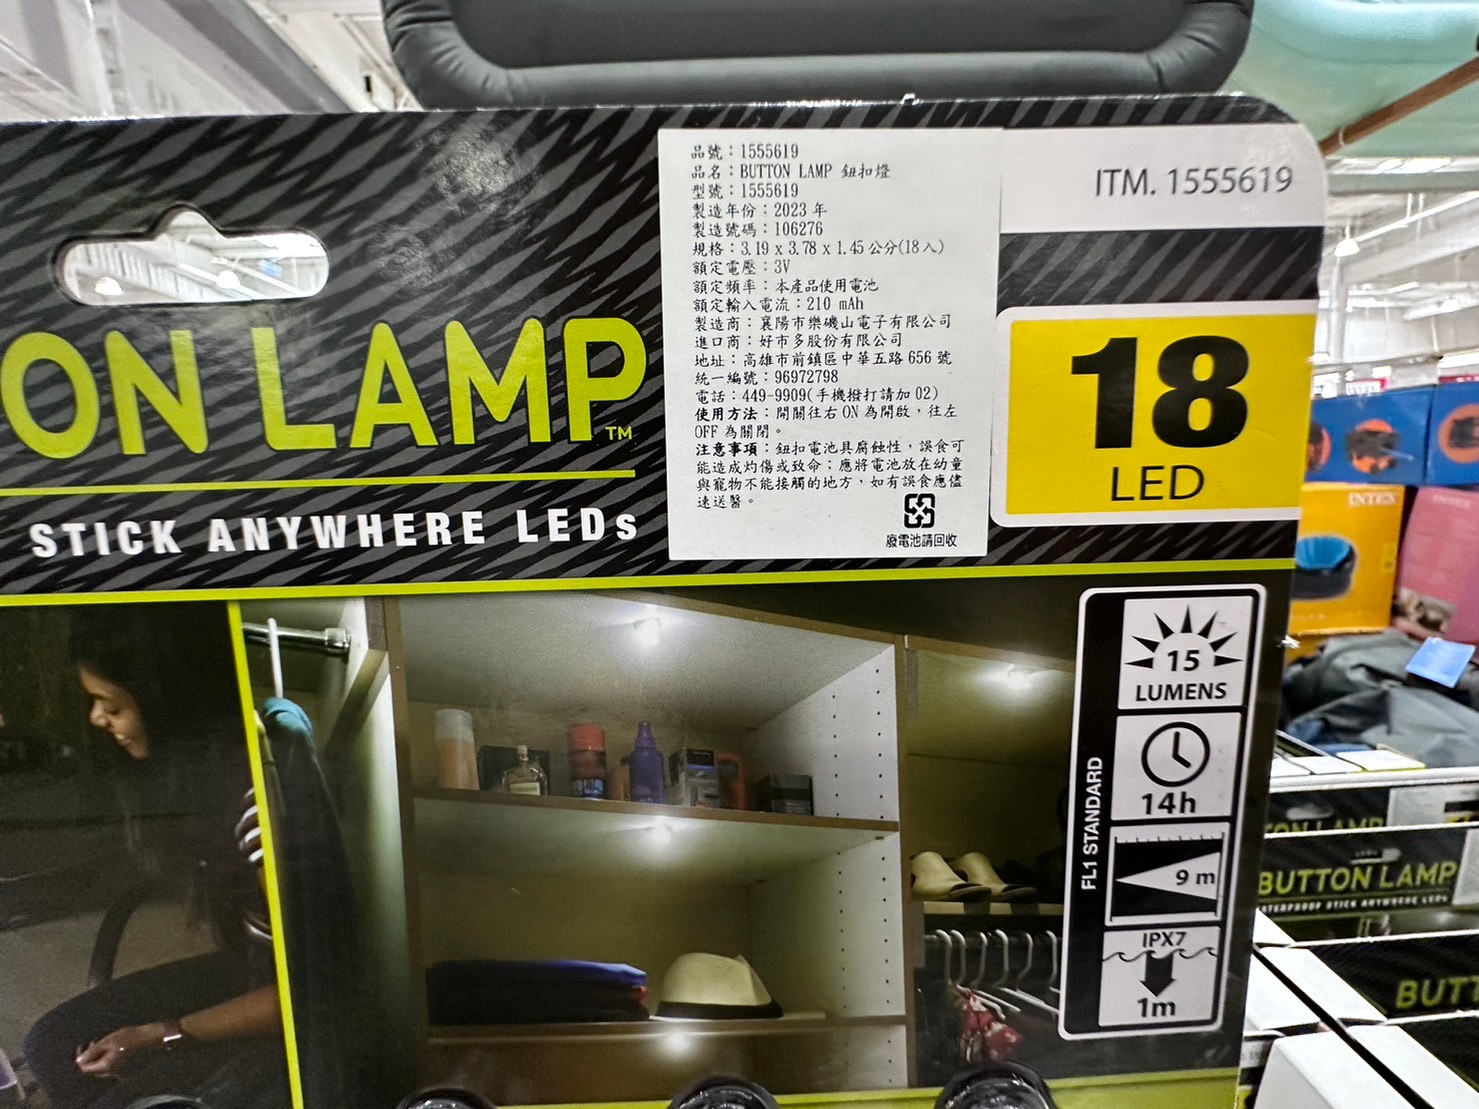 品號：1555619
品名：BUTTON LAMP 鈕扣燈
型號：1555619
製造年份：2023 年
製造號碼：106276
規格：3.19 x 3.78 x 1.45 公分(18入)
額定電壓：3V
額定頻率：本產品使用電池
額定輸入電流：210 mAh
製造商：襄陽市樂磯山電子有限公司
進口商：好市多股份有限公司
地址：高雄市前鎮區中華五路 656 號
統一編號：96972798
電話：449-9909(手機撥打請加 02)
使用方法：開關往右 ON 為開啟，往左
OFF 為關閉。
注意事項：鈕扣電池具腐蝕性，誤食可
能造成灼傷或致命；應將電池放在幼童
與寵物不能接觸的地方，如有誤食應儘
速送醫。
廢電池請回收
ITM. 1555619
18
LED
ON LAMP™
STICK ANYWHERE LEDs
15
LUMENS
14h
9 m
IPX7
1m
FL1 STANDARD
INTEX
BUTTON LAMP
BUTT